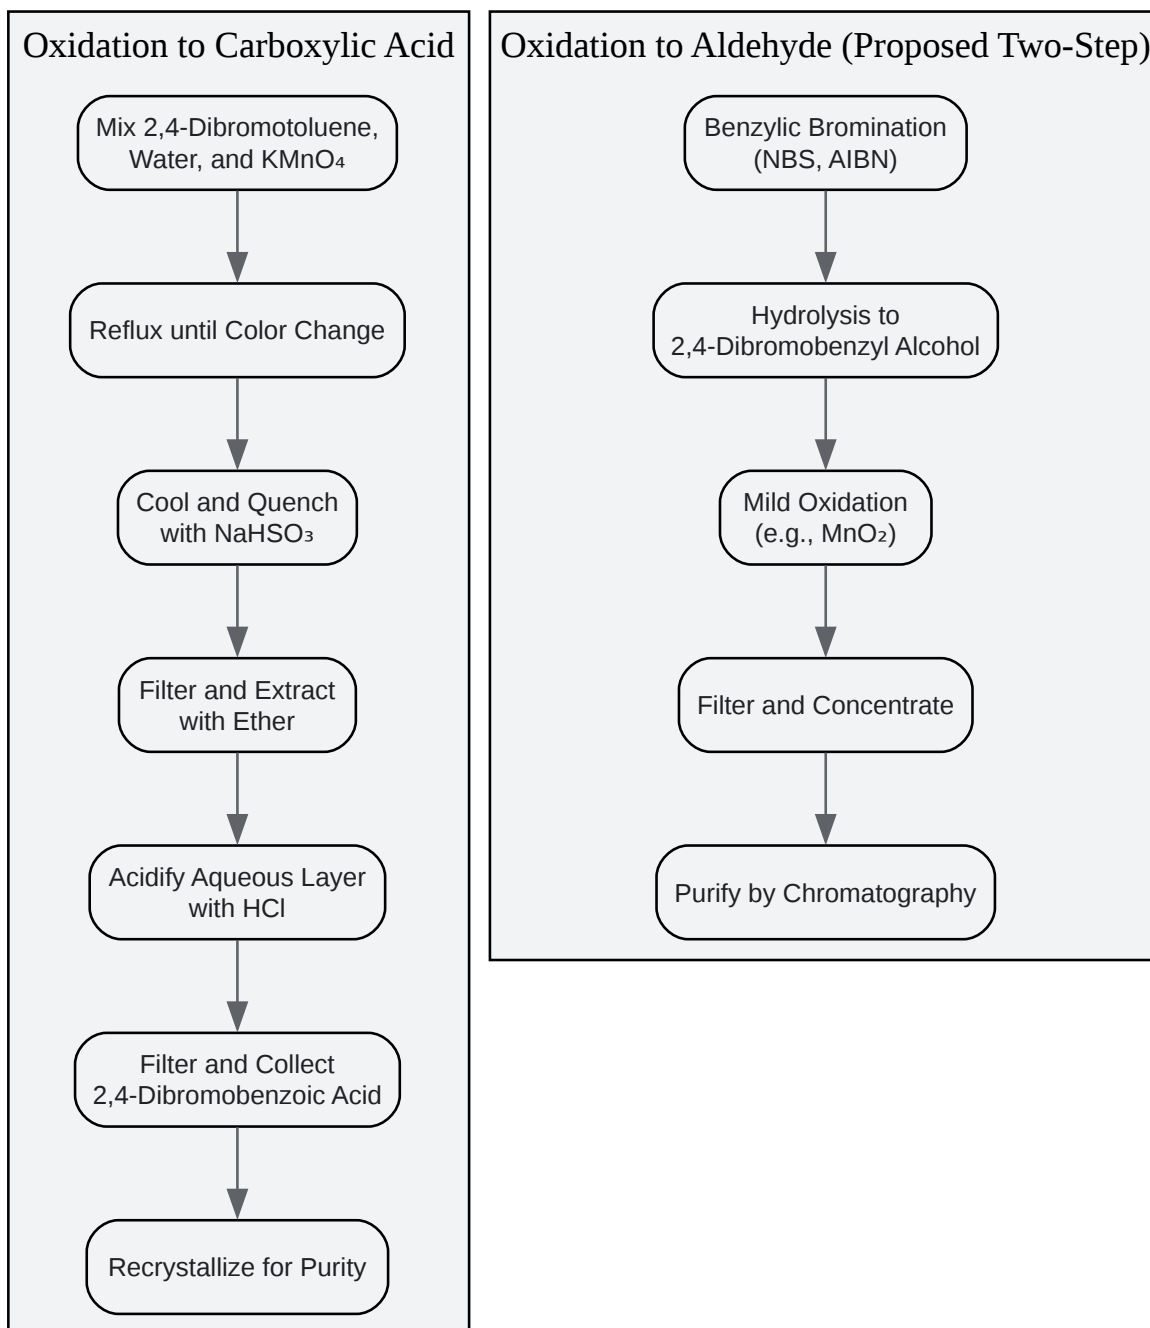 Oxidation to Carboxylic Acid
Mix 2,4-Dibromotoluene,
Water, and KMnO₄
Reflux until Color Change
Cool and Quench
with NaHSO₃
Filter and Extract
with Ether
Acidify Aqueous Layer
with HCl
Filter and Collect
2,4-Dibromobenzoic Acid
Recrystallize for Purity
Oxidation to Aldehyde (Proposed Two-Step)
Benzylic Bromination
(NBS, AIBN)
Hydrolysis to
2,4-Dibromobenzyl Alcohol
Mild Oxidation
(e.g., MnO₂)
Filter and Concentrate
Purify by Chromatography